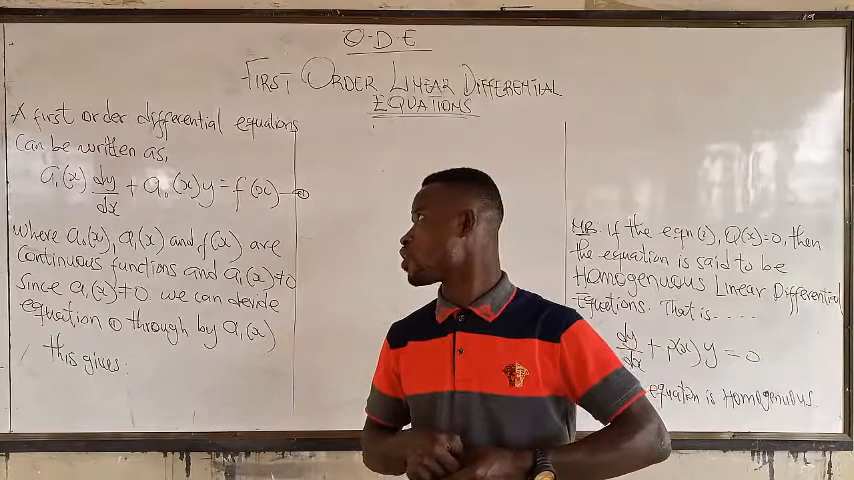 O-D-E
FIRST ORDER LINEAR DIFFERENTIAL
EQUATIONS
A first order differential equations
Can be written as,
a₁(x) dy/dx + a₀(x)y = f(x) —①
where a₀(x), a₁(x) and f(x) are
Continuous functions and a₁(x) ≠ 0
Since a₁(x) ≠ 0 we can devide
equation ① through by a₁(x)
this gives:
NB. If the eqn(2), Q(x)=0, then
the equation is said to be
Homogenuous Linear Differential
Equations. That is.....
dy/dx + p(x)y = 0
equation is Homogenuous.